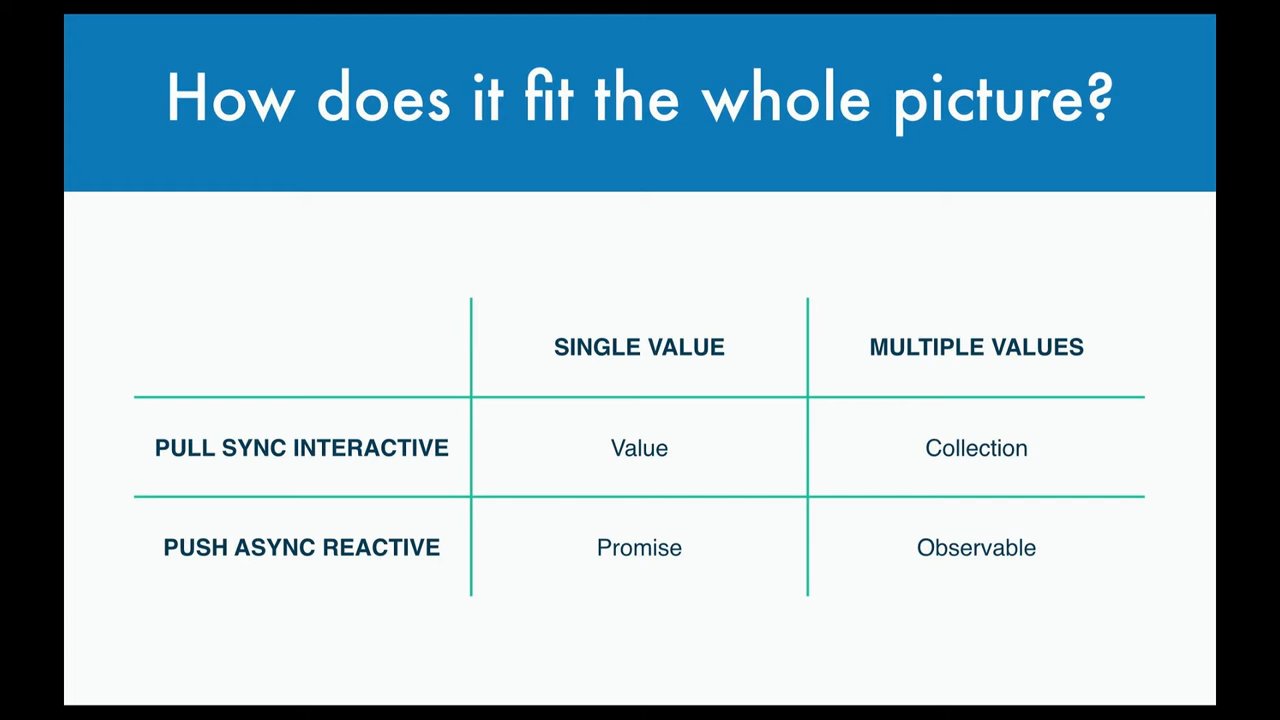 How does it fit the whole picture?
SINGLE VALUE MULTIPLE VALUES
PULL SYNC INTERACTIVE Value Collection
PUSH ASYNC REACTIVE Promise Observable